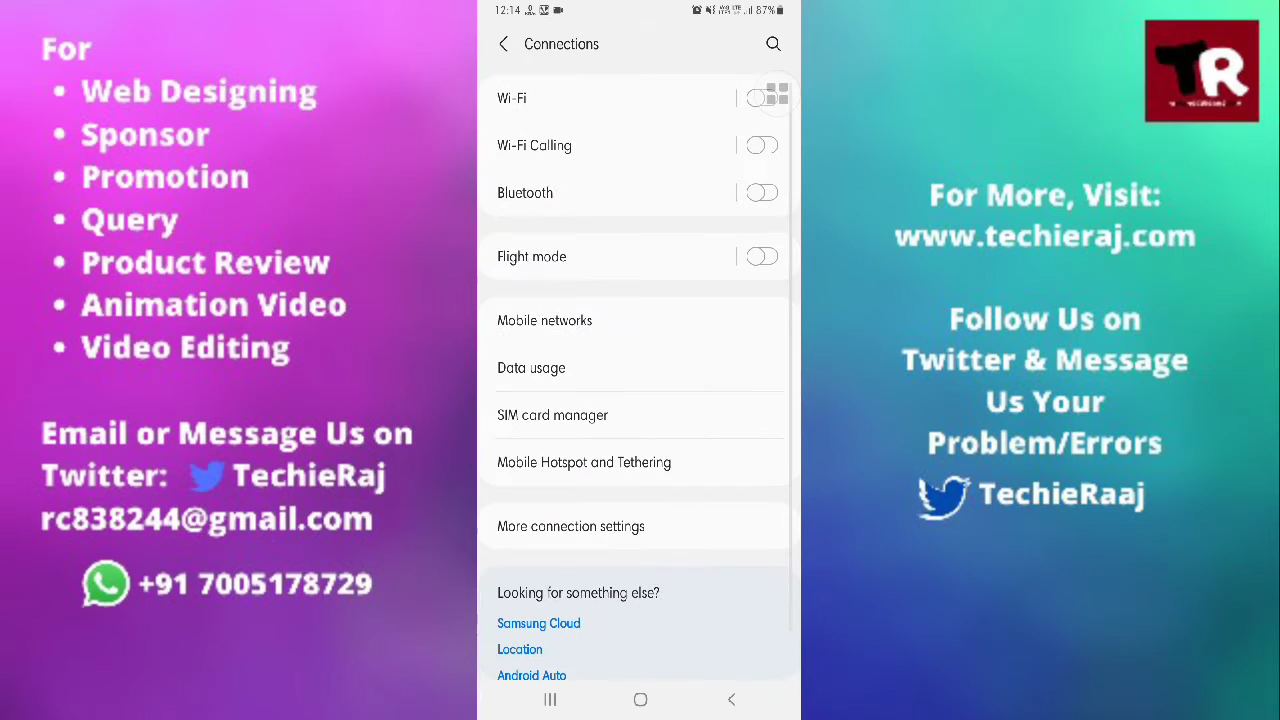 For
• Web Designing
• Sponsor
• Promotion
• Query
• Product Review
• Animation Video
• Video Editing
Email or Message Us on
Twitter: TechieRaj
rc838244@gmail.com
+91 7005178729
12:14
87%
Connections
Wi-Fi
Wi-Fi Calling
Bluetooth
Flight mode
Mobile networks
Data usage
SIM card manager
Mobile Hotspot and Tethering
More connection settings
Looking for something else?
Samsung Cloud
Location
Android Auto
TR
For More, Visit:
www.techieraj.com
Follow Us on
Twitter & Message
Us Your
Problem/Errors
TechieRaaj